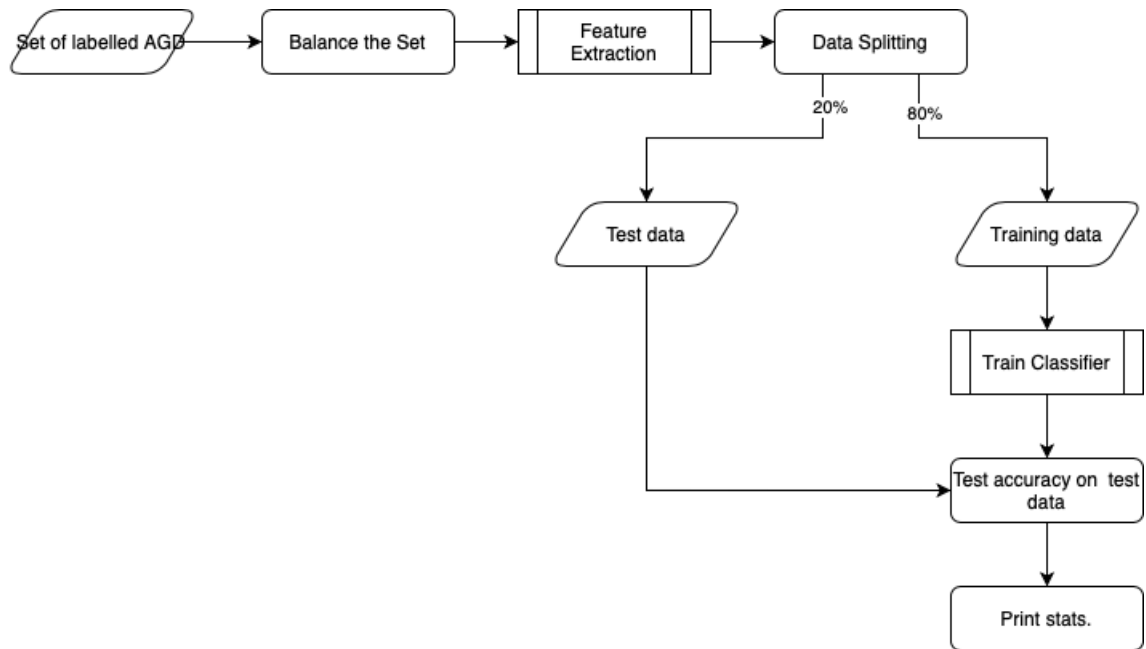 Set of labelled AGD
Balance the Set
Feature
Extraction
Data Splitting
20%
80%
Test data
Training data
Train Classifier
Test accuracy on test
data
Print stats.